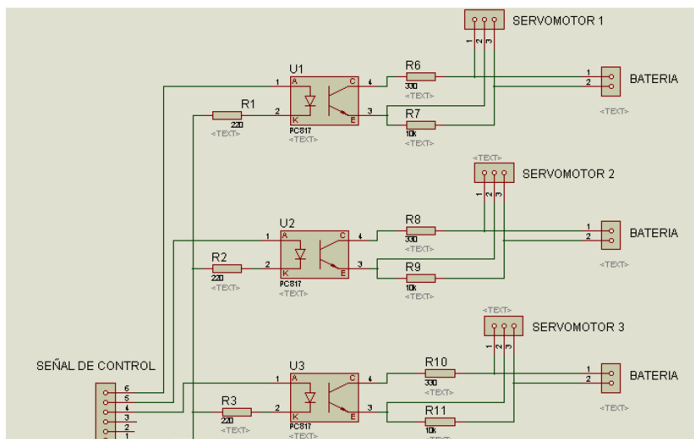 SERVOMOTOR 1
1 2 3
U1
R6
1 A C 4
330
<TEXT>
1
2
BATERIA
<TEXT>
R1
220
<TEXT>
2 K E 3
PC817
<TEXT>
R7
10k
<TEXT>
<TEXT>
SERVOMOTOR 2
1 2 3
U2
R8
1 A C 4
330
<TEXT>
1
2
BATERIA
<TEXT>
R2
220
<TEXT>
2 K E 3
PC817
<TEXT>
R9
10k
<TEXT>
<TEXT>
SERVOMOTOR 3
1 2 3
SEÑAL DE CONTROL
U3
R10
1 A C 4
330
<TEXT>
1
2
BATERIA
<TEXT>
6
5
4
3
2
1
R3
220
<TEXT>
2 K E 3
PC817
<TEXT>
R11
10k
<TEXT>